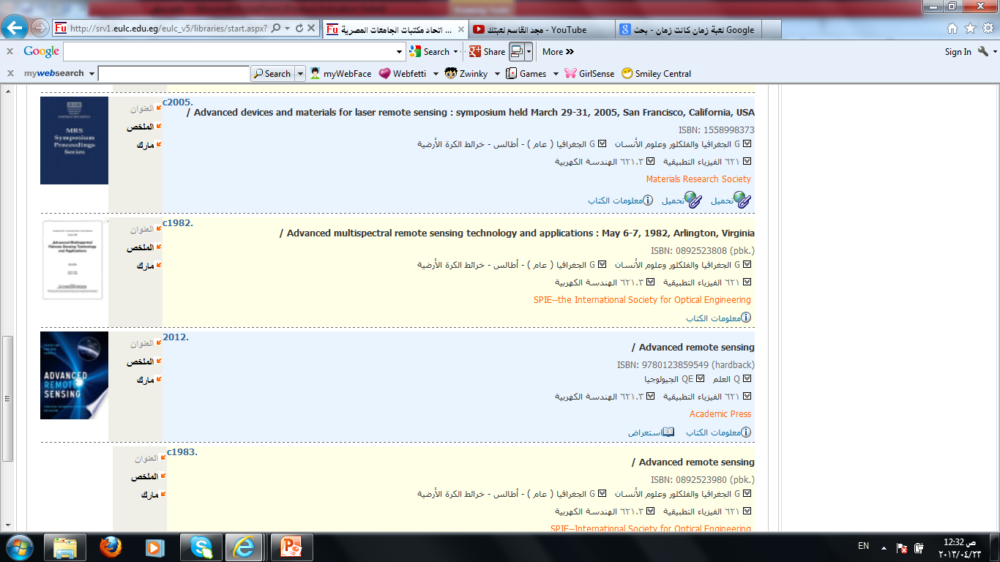 http://srv1.eulc.edu.eg/eulc_v5/libraries/start.aspx?
... اتحاد مكتبات الجامعات المصرية
مجد القاسم لعبتك - YouTube
لعبة زمان كانت زمان - بحث Google
x Google Search Share More » Sign In
x mywebsearch Search myWebFace Webfetti Zwinky Games GirlSense Smiley Central
MRS
Symposium
Proceedings
Series
العنوان
الملخص
مارك
c2005.
Advanced devices and materials for laser remote sensing : symposium held March 29-31, 2005, San Francisco, California, USA /
ISBN: 1558998373
G الجغرافيا والفلكلور وعلوم الأنسان G الجغرافيا ( عام ) - أطالس - خرائط الكرة الأرضية
٦٢١ الفيزياء التطبيقية ٦٢١.٣ الهندسة الكهربية
Materials Research Society
تحميل تحميل معلومات الكتاب
Advanced Multispectral
Remote Sensing Technology
and Applications
العنوان
الملخص
مارك
c1982.
Advanced multispectral remote sensing technology and applications : May 6-7, 1982, Arlington, Virginia /
ISBN: 0892523808 (pbk.)
G الجغرافيا والفلكلور وعلوم الأنسان G الجغرافيا ( عام ) - أطالس - خرائط الكرة الأرضية
٦٢١ الفيزياء التطبيقية ٦٢١.٣ الهندسة الكهربية
SPIE--the International Society for Optical Engineering
معلومات الكتاب
ADVANCED
REMOTE
SENSING
العنوان
الملخص
مارك
2012.
Advanced remote sensing /
ISBN: 9780123859549 (hardback)
Q العلم QE الجيولوجيا
٦٢١ الفيزياء التطبيقية ٦٢١.٣ الهندسة الكهربية
Academic Press
معلومات الكتاب استعراض
العنوان
الملخص
مارك
c1983.
Advanced remote sensing /
ISBN: 0892523980 (pbk.)
G الجغرافيا والفلكلور وعلوم الأنسان G الجغرافيا ( عام ) - أطالس - خرائط الكرة الأرضية
٦٢١ الفيزياء التطبيقية ٦٢١.٣ الهندسة الكهربية
SPIE--International Society for Optical Engineering
EN
12:32 ص
٢٠١٣/٠٤/٢٣